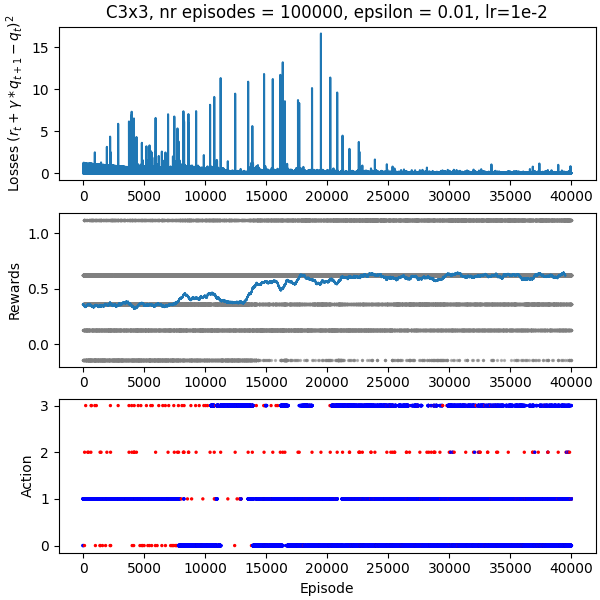 C3x3, nr episodes = 100000, epsilon = 0.01, lr=1e-2
Losses $(r_t + \gamma * q_{t+1} - q_t)^2$
15
10
5
0
0 5000 10000 15000 20000 25000 30000 35000 40000
Rewards
1.0
0.5
0.0
0 5000 10000 15000 20000 25000 30000 35000 40000
Action
3
2
1
0
0 5000 10000 15000 20000 25000 30000 35000 40000
Episode